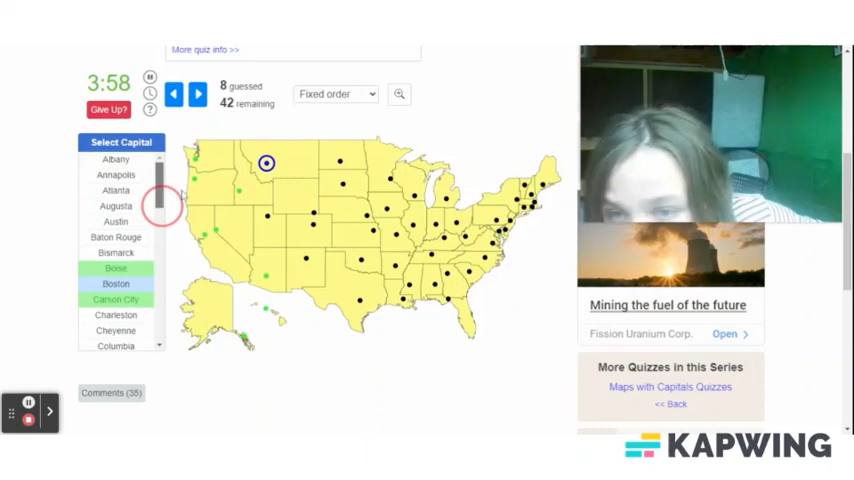 More quiz info >>
3:58
Give Up?
?
8 guessed
42 remaining
Fixed order
Select Capital
Albany
Annapolis
Atlanta
Augusta
Austin
Baton Rouge
Bismarck
Boise
Boston
Carson City
Charleston
Cheyenne
Columbia
Comments (35)
Mining the fuel of the future
Fission Uranium Corp.
Open >
More Quizzes in this Series
Maps with Capitals Quizzes
<< Back
KAPWING